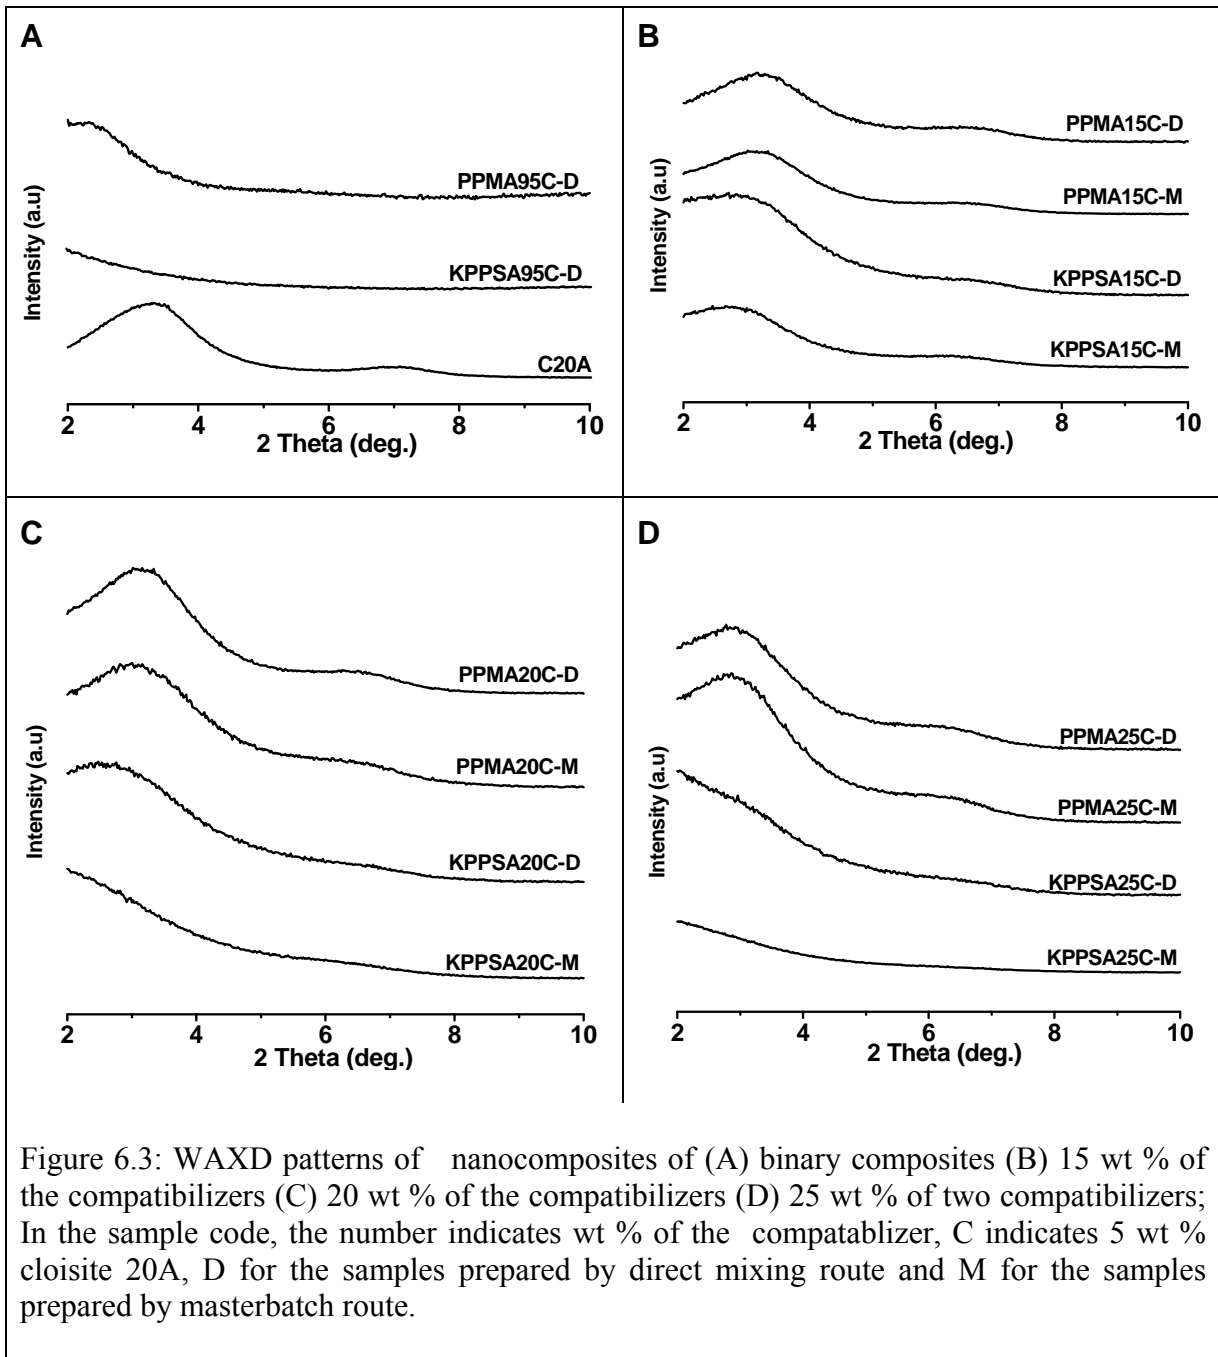 A
Intensity (a.u)
PPMA95C-D
KPPSA95C-D
C20A
2 4 6 8 10
2 Theta (deg.)
B
Intensity (a.u)
PPMA15C-D
PPMA15C-M
KPPSA15C-D
KPPSA15C-M
2 4 6 8 10
2 Theta (deg.)
C
Intensity (a.u)
PPMA20C-D
PPMA20C-M
KPPSA20C-D
KPPSA20C-M
2 4 6 8 10
2 Theta (deg.)
D
Intensity (a.u)
PPMA25C-D
PPMA25C-M
KPPSA25C-D
KPPSA25C-M
2 4 6 8 10
2 Theta (deg.)
Figure 6.3: WAXD patterns of nanocomposites of (A) binary composites (B) 15 wt % of
the compatibilizers (C) 20 wt % of the compatibilizers (D) 25 wt % of two compatibilizers;
In the sample code, the number indicates wt % of the compatablizer, C indicates 5 wt %
cloisite 20A, D for the samples prepared by direct mixing route and M for the samples
prepared by masterbatch route.